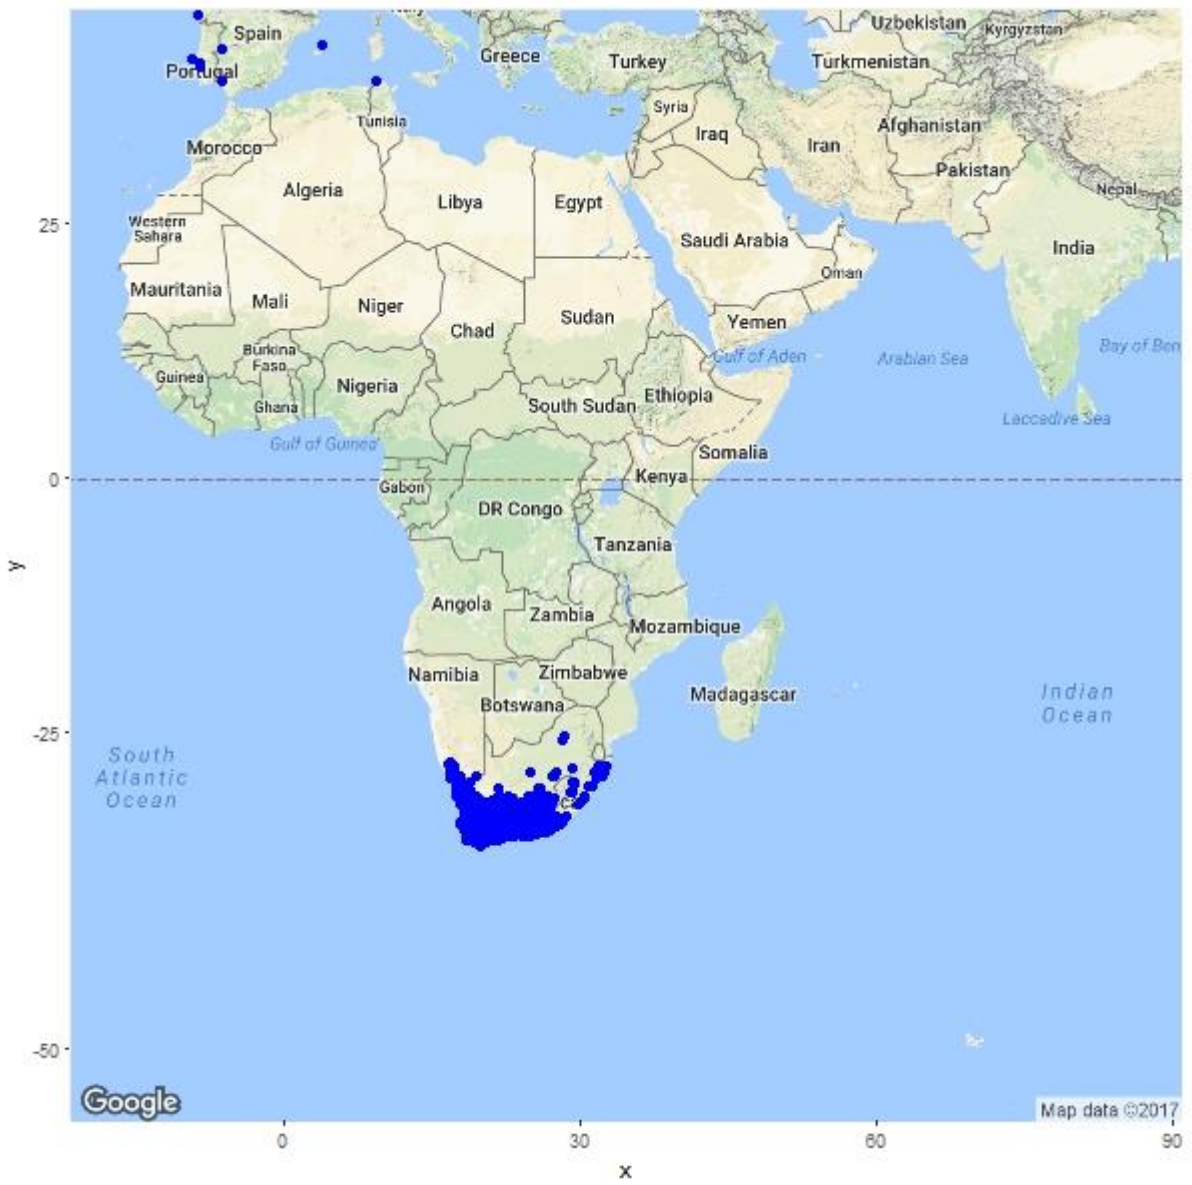 Spain
Portugal
Greece
Turkey
Uzbekistan
Kyrgyzstan
Turkmenistan
Syria
Tunisia
Iraq
Iran
Afghanistan
Pakistan
Morocco
Algeria
Libya
Egypt
Nepal
25
Western
Sahara
Saudi Arabia
India
Oman
Mauritania
Mali
Niger
Chad
Sudan
Yemen
Gulf of Aden
Arabian Sea
Bay of Ben
Burkina
Faso
Guinea
Nigeria
Ghana
South Sudan
Ethiopia
Laccadive Sea
Gulf of Guinea
Somalia
0
Gabon
Kenya
DR Congo
Tanzania
y
Angola
Zambia
Mozambique
Namibia
Zimbabwe
Botswana
Madagascar
Indian
Ocean
-25
South
Atlantic
Ocean
-50
Google
Map data ©2017
0
30
60
90
x